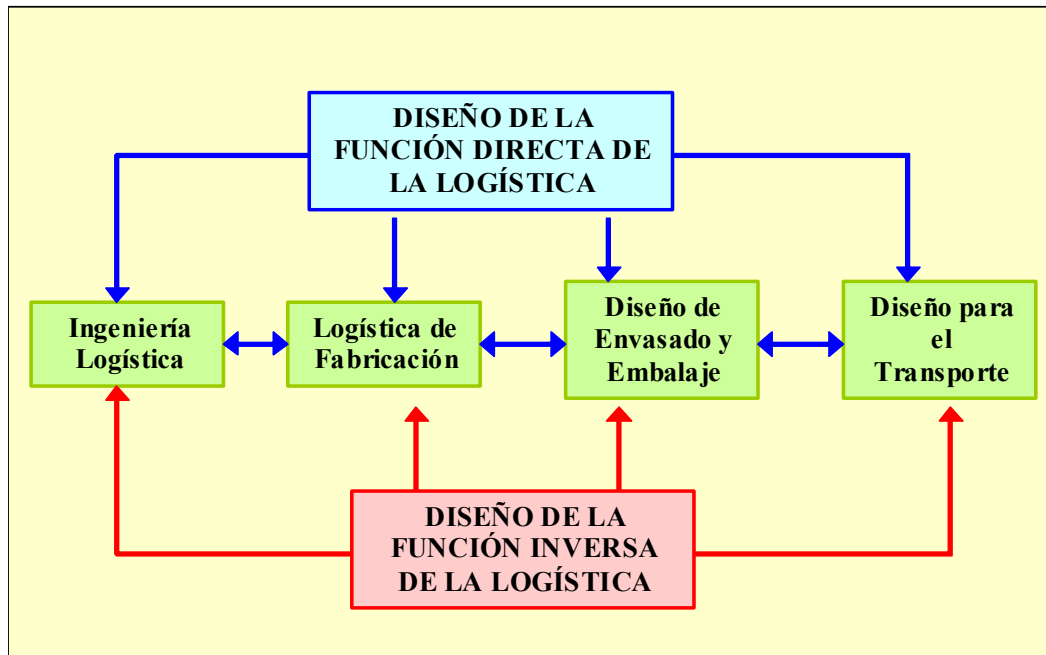 DISEÑO DE LA
FUNCIÓN DIRECTA DE
LA LOGÍSTICA
Ingeniería
Logística
Logística de
Fabricación
Diseño de
Envasado y
Embalaje
Diseño para
el
Transporte
DISEÑO DE LA
FUNCIÓN INVERSA
DE LA LOGÍSTICA